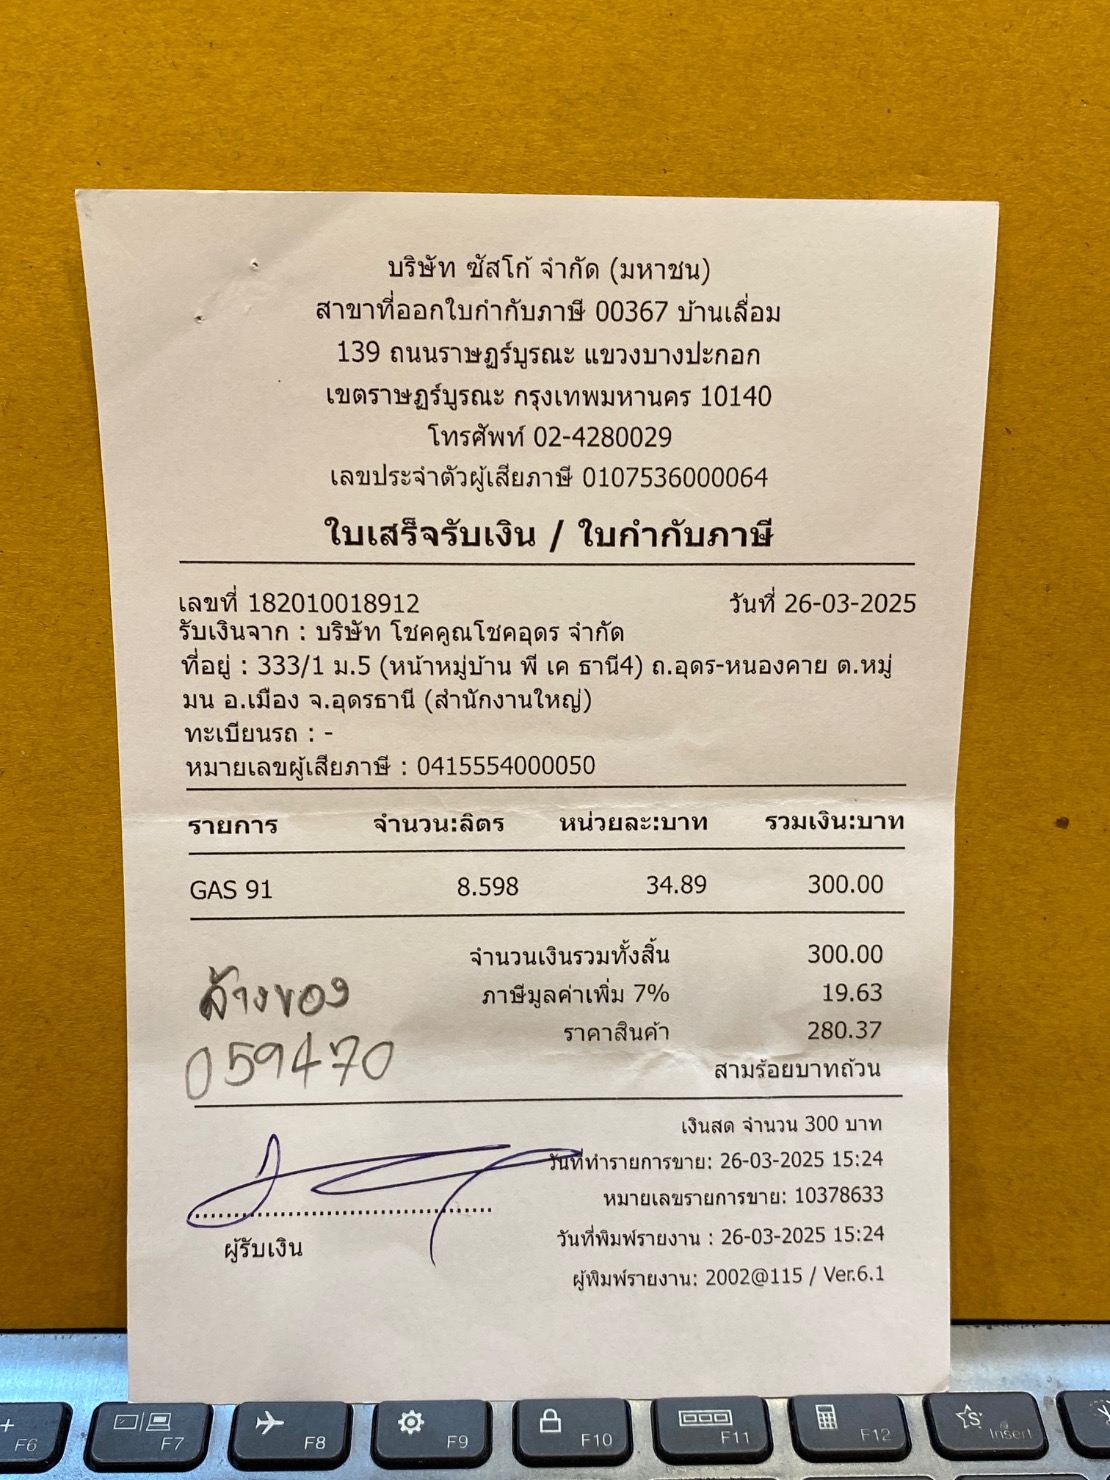 บริษัท ซัสโก้ จำกัด (มหาชน)
สาขาที่ออกใบกำกับภาษี 00367 บ้านเลื่อม
139 ถนนราษฎร์บูรณะ แขวงบางปะกอก
เขตราษฎร์บูรณะ กรุงเทพมหานคร 10140
โทรศัพท์ 02-4280029
เลขประจำตัวผู้เสียภาษี 0107536000064
ใบเสร็จรับเงิน / ใบกำกับภาษี
เลขที่ 182010018912 วันที่ 26-03-2025
รับเงินจาก : บริษัท โชคคูณโชคอุดร จำกัด
ที่อยู่ : 333/1 ม.5 (หน้าหมู่บ้าน พี เค ธานี4) ถ.อุดร-หนองคาย ต.หมู่
มน อ.เมือง จ.อุดรธานี (สำนักงานใหญ่)
ทะเบียนรถ : -
หมายเลขผู้เสียภาษี : 0415554000050
รายการ จำนวน:ลิตร หน่วยละ:บาท รวมเงิน:บาท
GAS 91 8.598 34.89 300.00
จำนวนเงินรวมทั้งสิ้น 300.00
ภาษีมูลค่าเพิ่ม 7% 19.63
ราคาสินค้า 280.37
สามร้อยบาทถ้วน
ล้างของ
059470
เงินสด จำนวน 300 บาท
วันที่ทำรายการขาย: 26-03-2025 15:24
หมายเลขรายการขาย: 10378633
วันที่พิมพ์รายงาน : 26-03-2025 15:24
ผู้พิมพ์รายงาน: 2002@115 / Ver.6.1
ผู้รับเงิน
F6 F7 F8 F9 F10 F11 F12 Insert